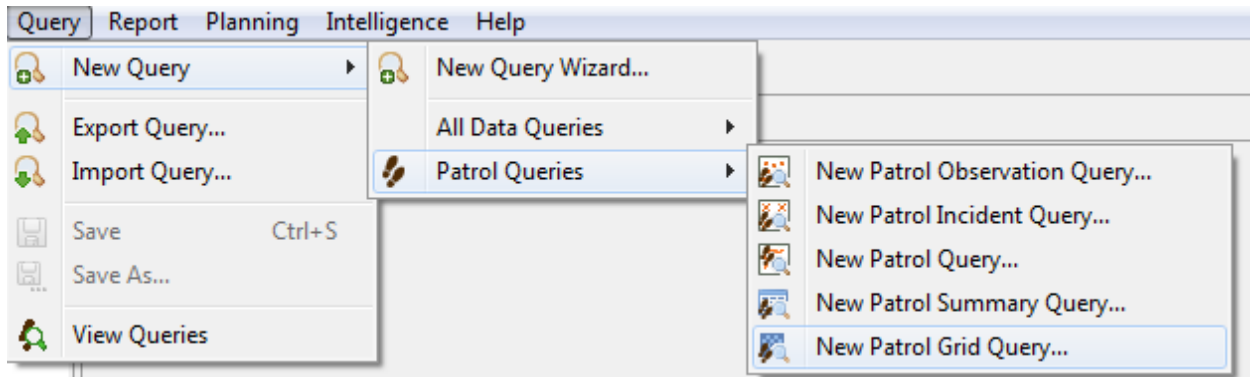 Query Report Planning Intelligence Help
New Query
Export Query...
Import Query...
Save Ctrl+S
Save As...
View Queries
New Query Wizard...
All Data Queries
Patrol Queries
New Patrol Observation Query...
New Patrol Incident Query...
New Patrol Query...
New Patrol Summary Query...
New Patrol Grid Query...